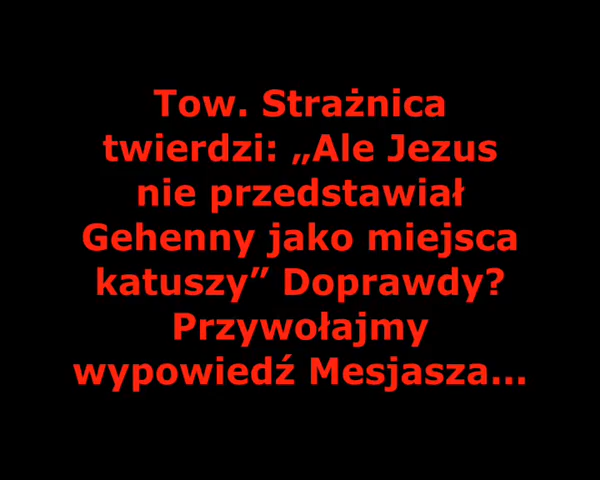 Tow. Strażnica
twierdzi: „Ale Jezus
nie przedstawiał
Gehenny jako miejsca
katuszy” Doprawdy?
Przywołajmy
wypowiedź Mesjasza...